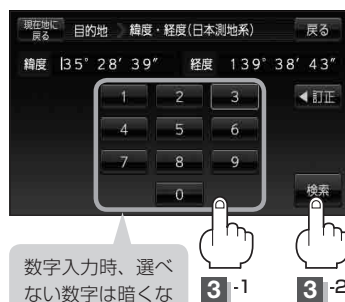 現在地に
戻る 目的地 緯度・経度(日本測地系) 戻る
緯度 35° 28′ 39″ 経度 139° 38′ 43″
1 2 3 ◀訂正
4 5 6
7 8 9
0 検索
数字入力時、選べ
ない数字は暗くな
3-1 3-2